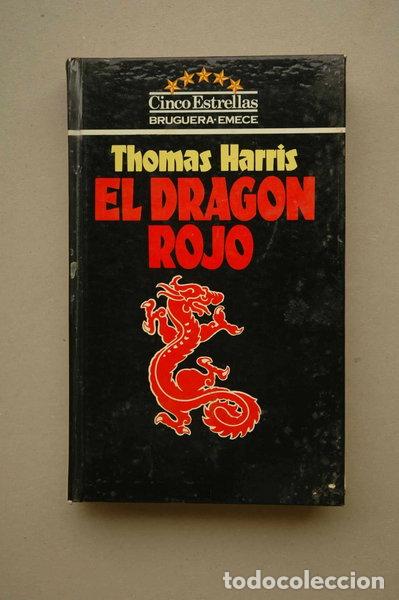 Cinco Estrellas
BRUGUERA-EMECE
Thomas Harris
EL DRAGON
ROJO
todocoleccion